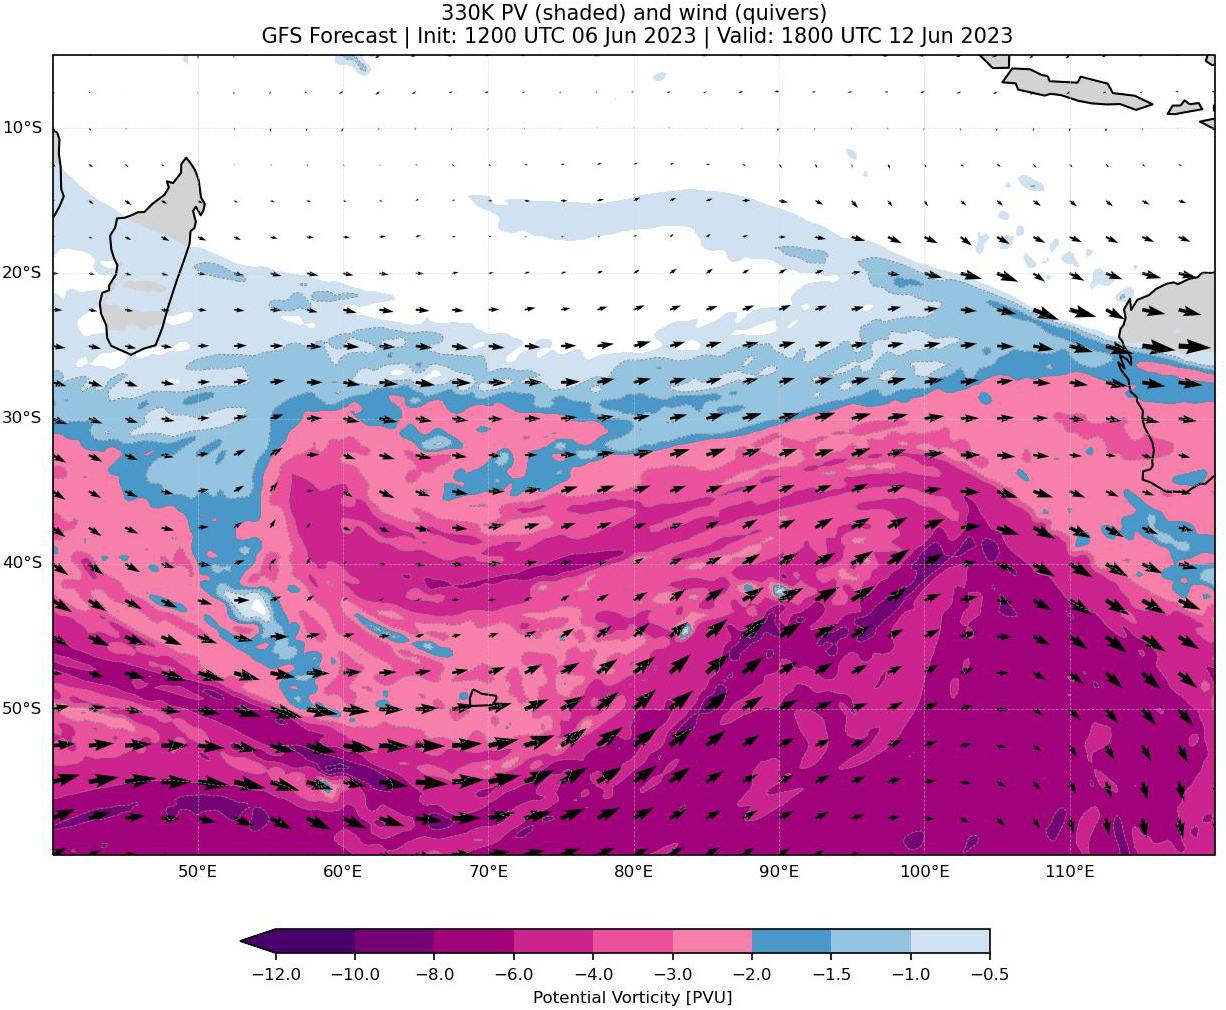 330K PV (shaded) and wind (quivers)
GFS Forecast | Init: 1200 UTC 06 Jun 2023 | Valid: 1800 UTC 12 Jun 2023
10°S
20°S
30°S
40°S
50°S
50°E 60°E 70°E 80°E 90°E 100°E 110°E
−12.0 −10.0 −8.0 −6.0 −4.0 −3.0 −2.0 −1.5 −1.0 −0.5
Potential Vorticity [PVU]